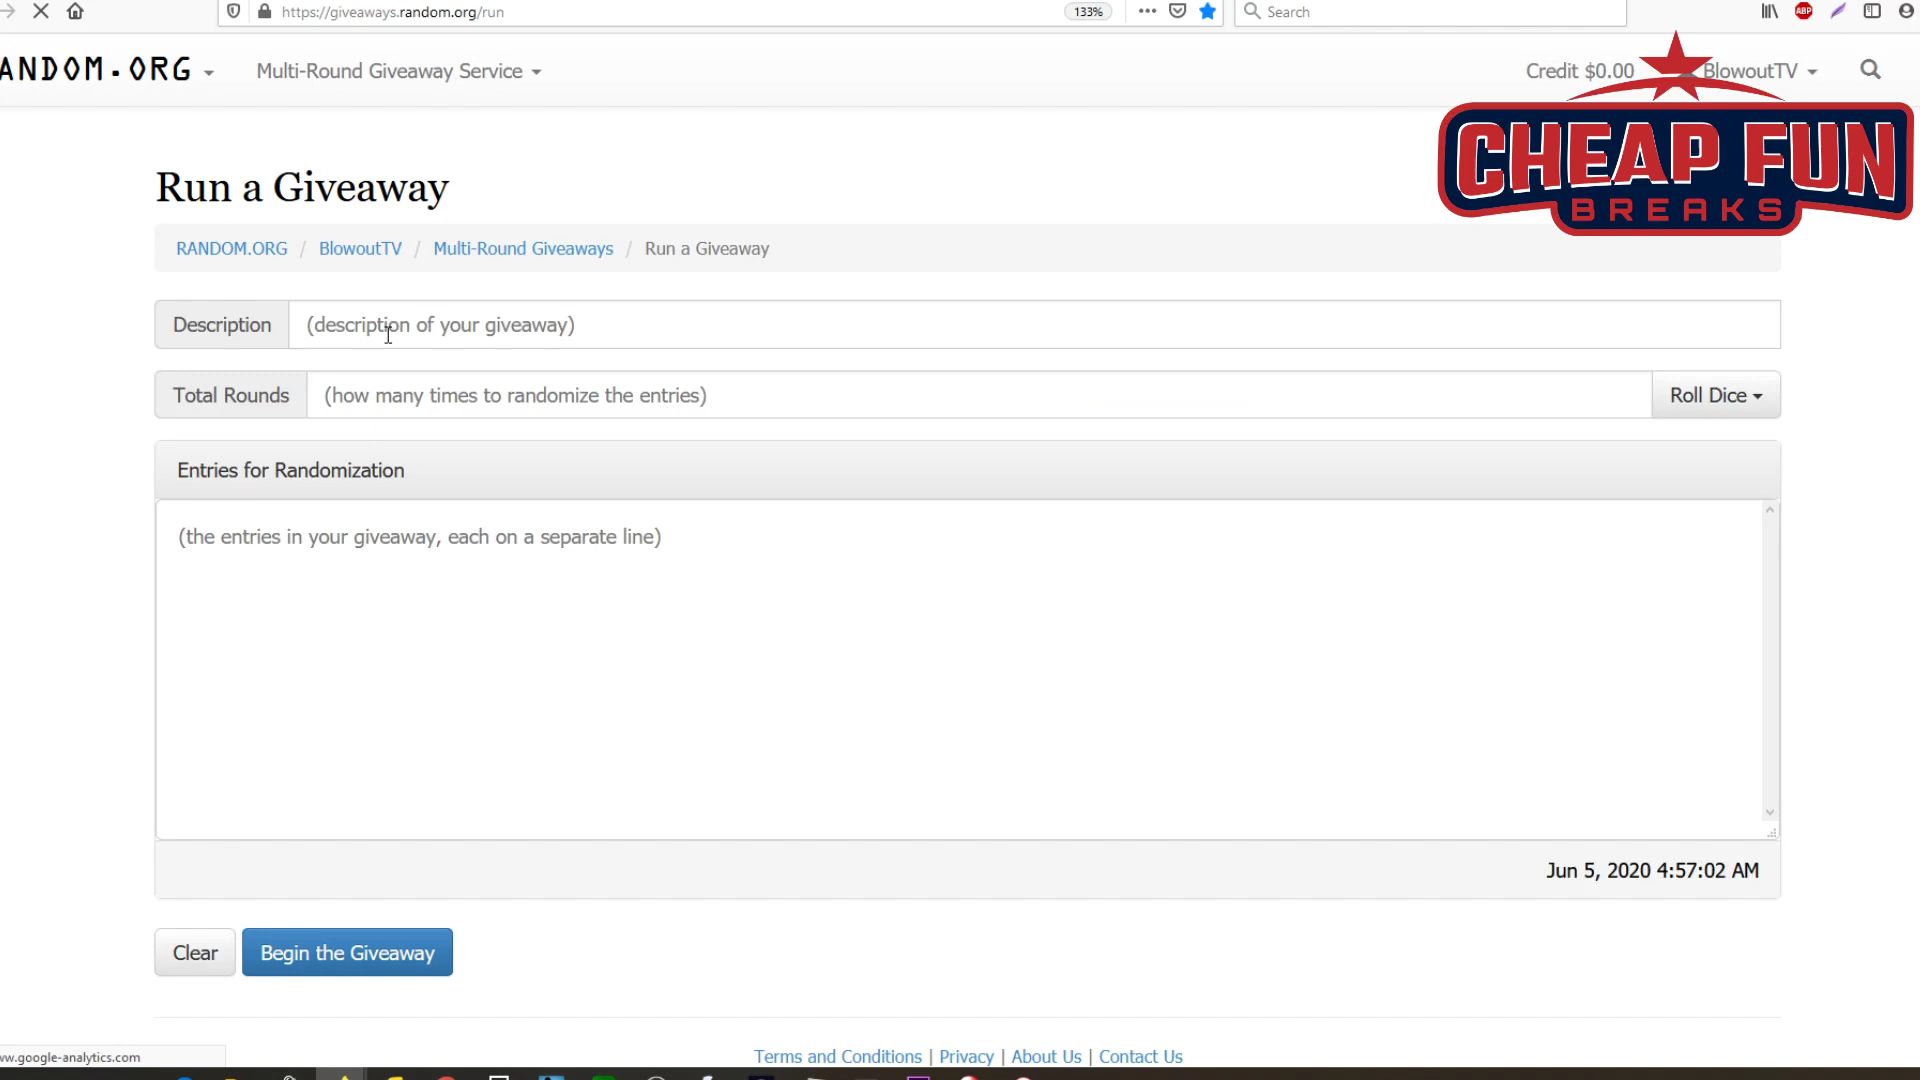 https://giveaways.random.org/run
133%
Search
ABP
ANDOM.ORG
Multi-Round Giveaway Service
Credit $0.00
BlowoutTV
CHEAP FUN
BREAKS
Run a Giveaway
RANDOM.ORG / BlowoutTV / Multi-Round Giveaways / Run a Giveaway
Description
(description of your giveaway)
Total Rounds
(how many times to randomize the entries)
Roll Dice
Entries for Randomization
(the entries in your giveaway, each on a separate line)
Jun 5, 2020 4:57:02 AM
Clear
Begin the Giveaway
ww.google-analytics.com
Terms and Conditions | Privacy | About Us | Contact Us